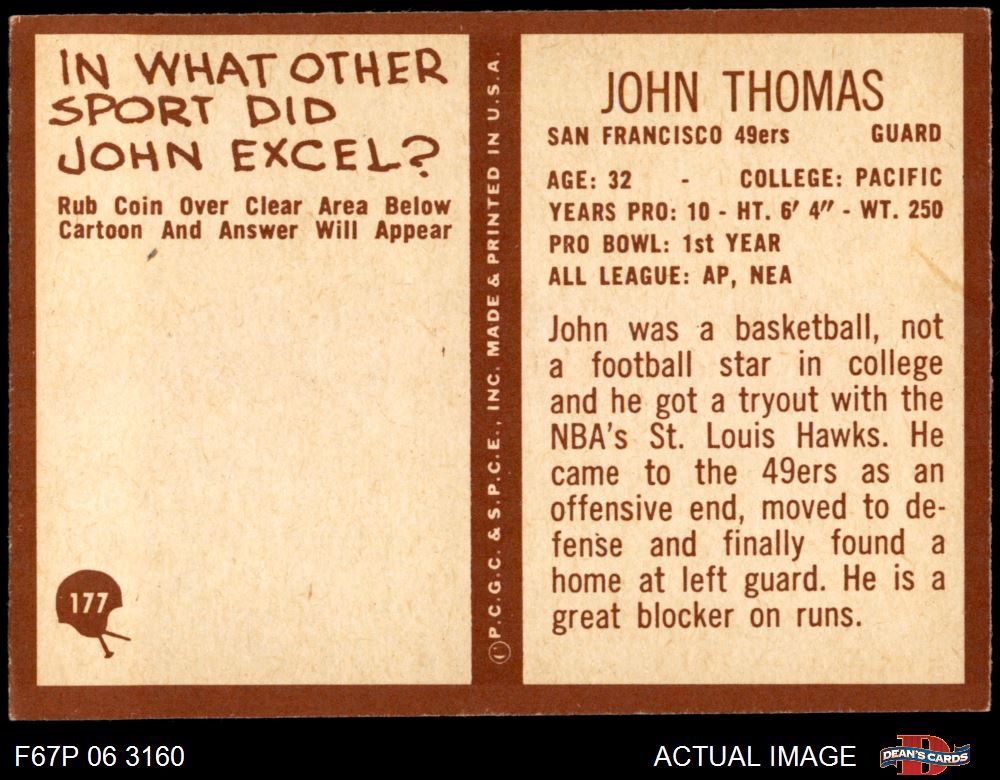 IN WHAT OTHER
SPORT DID
JOHN EXCEL?
Rub Coin Over Clear Area Below
Cartoon And Answer Will Appear
177
© P.C.G.C. & S.P.C.E., INC. MADE & PRINTED IN U.S.A.
JOHN THOMAS
SAN FRANCISCO 49ers GUARD
AGE: 32 - COLLEGE: PACIFIC
YEARS PRO: 10 - HT. 6′ 4″ - WT. 250
PRO BOWL: 1st YEAR
ALL LEAGUE: AP, NEA
John was a basketball, not
a football star in college
and he got a tryout with the
NBA's St. Louis Hawks. He
came to the 49ers as an
offensive end, moved to de-
fense and finally found a
home at left guard. He is a
great blocker on runs.
F67P 06 3160
ACTUAL IMAGE
D
DEAN'S CARDS